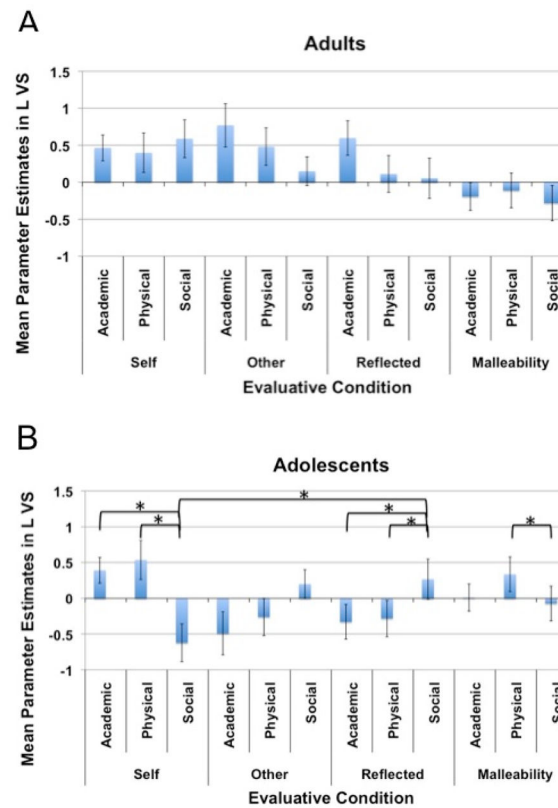 A
Adults
Mean Parameter Estimates in L VS
1.5
1
0.5
0
-0.5
-1
Academic Physical Social Academic Physical Social Academic Physical Social Academic Physical Social
Self Other Reflected Malleability
Evaluative Condition
B
Adolescents
Mean Parameter Estimates in L VS
1.5
1
0.5
0
-0.5
-1
* * * * * *
Academic Physical Social Academic Physical Social Academic Physical Social Academic Physical Social
Self Other Reflected Malleability
Evaluative Condition